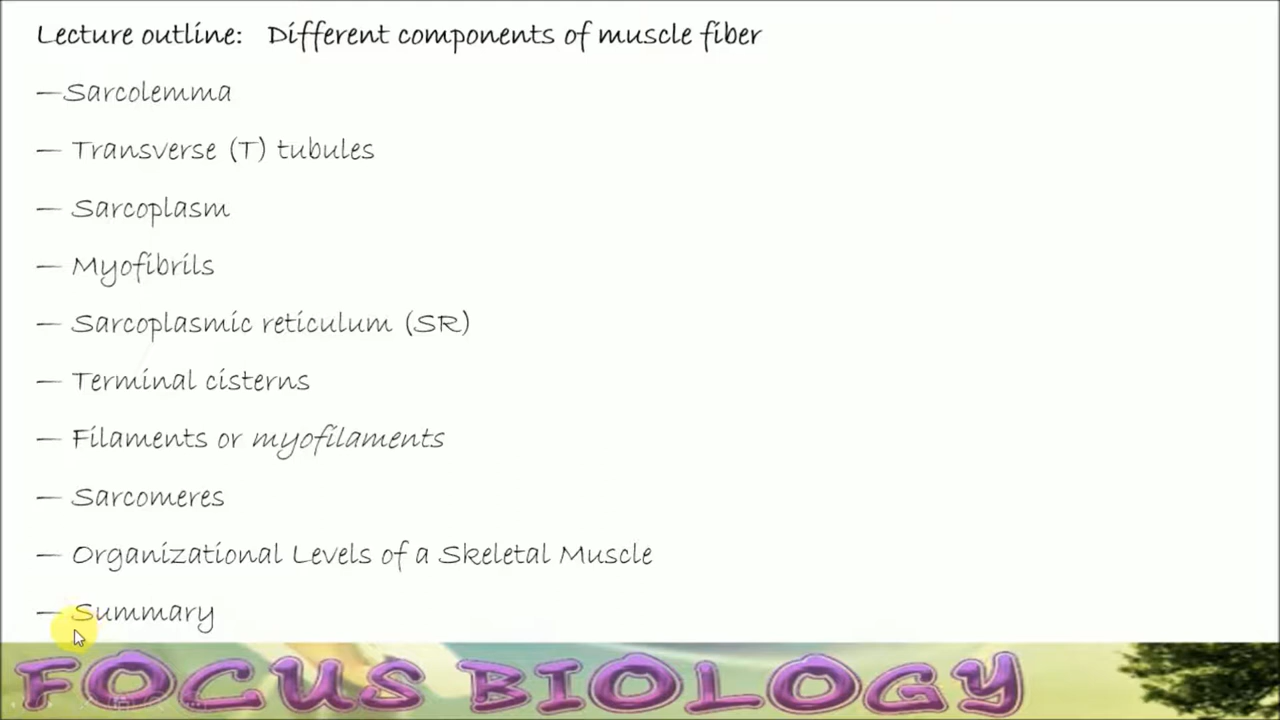 Lecture outline: Different components of muscle fiber
—Sarcolemma
— Transverse (T) tubules
— Sarcoplasm
— Myofibrils
— Sarcoplasmic reticulum (SR)
— Terminal cisterns
— Filaments or myofilaments
— Sarcomeres
— Organizational Levels of a Skeletal Muscle
— Summary
FOCUS BIOLOGY